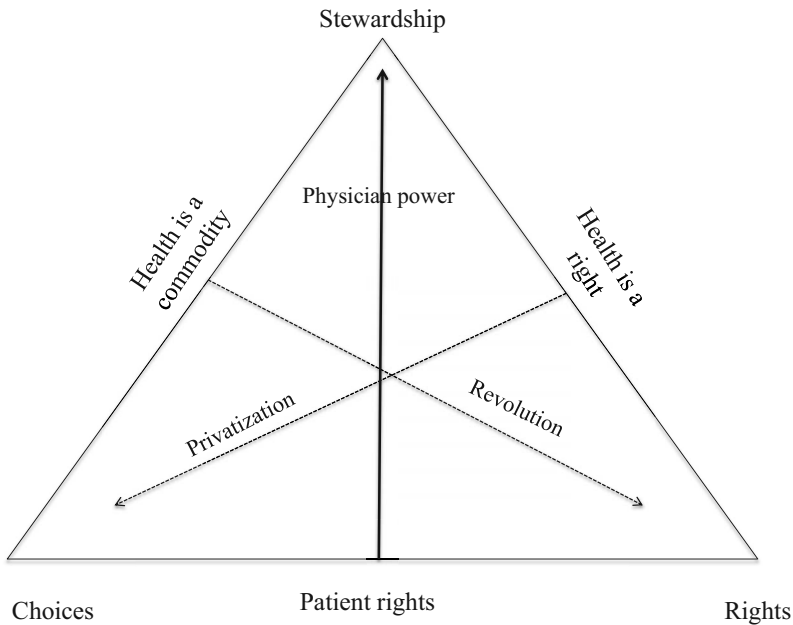 Stewardship
Physician power
Health is a
commodity
Health is a
right
Privatization
Revolution
Choices
Patient rights
Rights